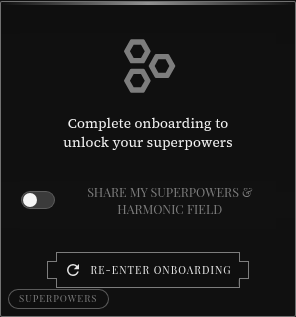 Complete onboarding to
unlock your superpowers
SHARE MY SUPERPOWERS &
HARMONIC FIELD
RE-ENTER ONBOARDING
SUPERPOWERS